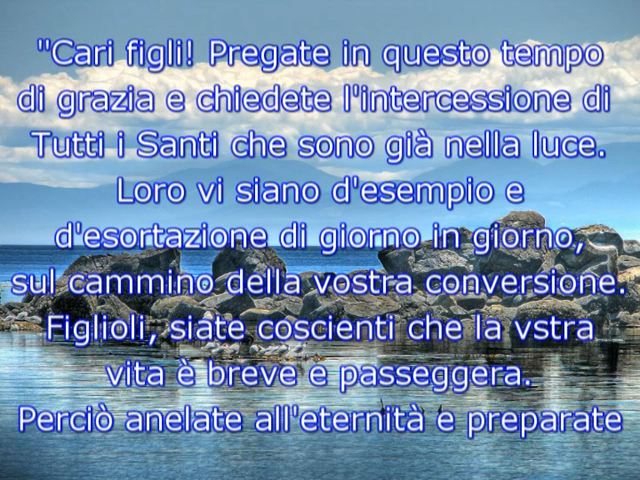 "Cari figli! Pregate in questo tempo
di grazia e chiedete l'intercessione di
Tutti i Santi che sono già nella luce.
Loro vi siano d'esempio e
d'esortazione di giorno in giorno,
sul cammino della vostra conversione.
Figlioli, siate coscienti che la vstra
vita è breve e passeggera.
Perciò anelate all'eternità e preparate